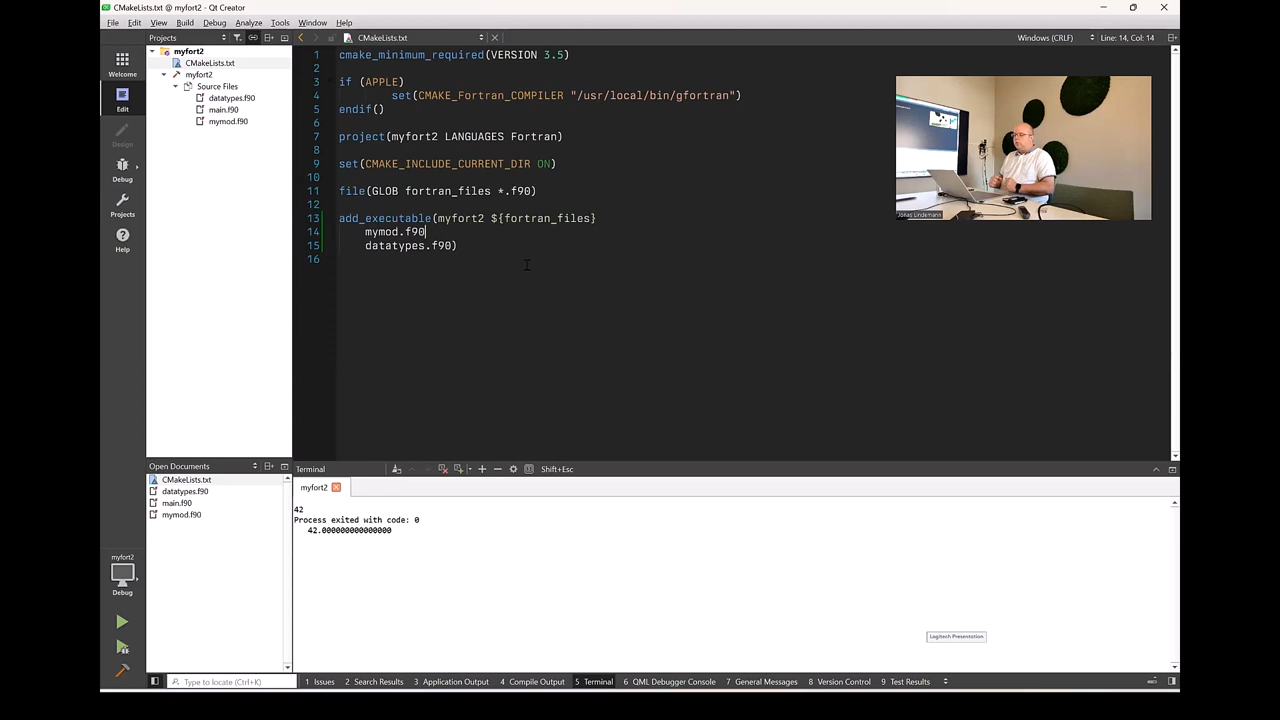 CMakeLists.txt @ myfort2 - Qt Creator
File Edit View Build Debug Analyze Tools Window Help
Projects
CMakeLists.txt
Windows (CRLF)
Line: 14, Col: 14
Welcome
Edit
Design
Debug
Projects
Help
myfort2
CMakeLists.txt
myfort2
Source Files
datatypes.f90
main.f90
mymod.f90
1 cmake_minimum_required(VERSION 3.5)
2
3 if (APPLE)
4 set(CMAKE_Fortran_COMPILER "/usr/local/bin/gfortran")
5 endif()
6
7 project(myfort2 LANGUAGES Fortran)
8
9 set(CMAKE_INCLUDE_CURRENT_DIR ON)
10
11 file(GLOB fortran_files *.f90)
12
13 add_executable(myfort2 ${fortran_files}
14 mymod.f90
15 datatypes.f90)
16
Jonas Lindemann
Open Documents
CMakeLists.txt
datatypes.f90
main.f90
mymod.f90
Terminal
Shift+Esc
myfort2
42
Process exited with code: 0
42.000000000000000
Logitech Presentation
myfort2
Debug
Type to locate (Ctrl+K)
1 Issues 2 Search Results 3 Application Output 4 Compile Output 5 Terminal 6 QML Debugger Console 7 General Messages 8 Version Control 9 Test Results